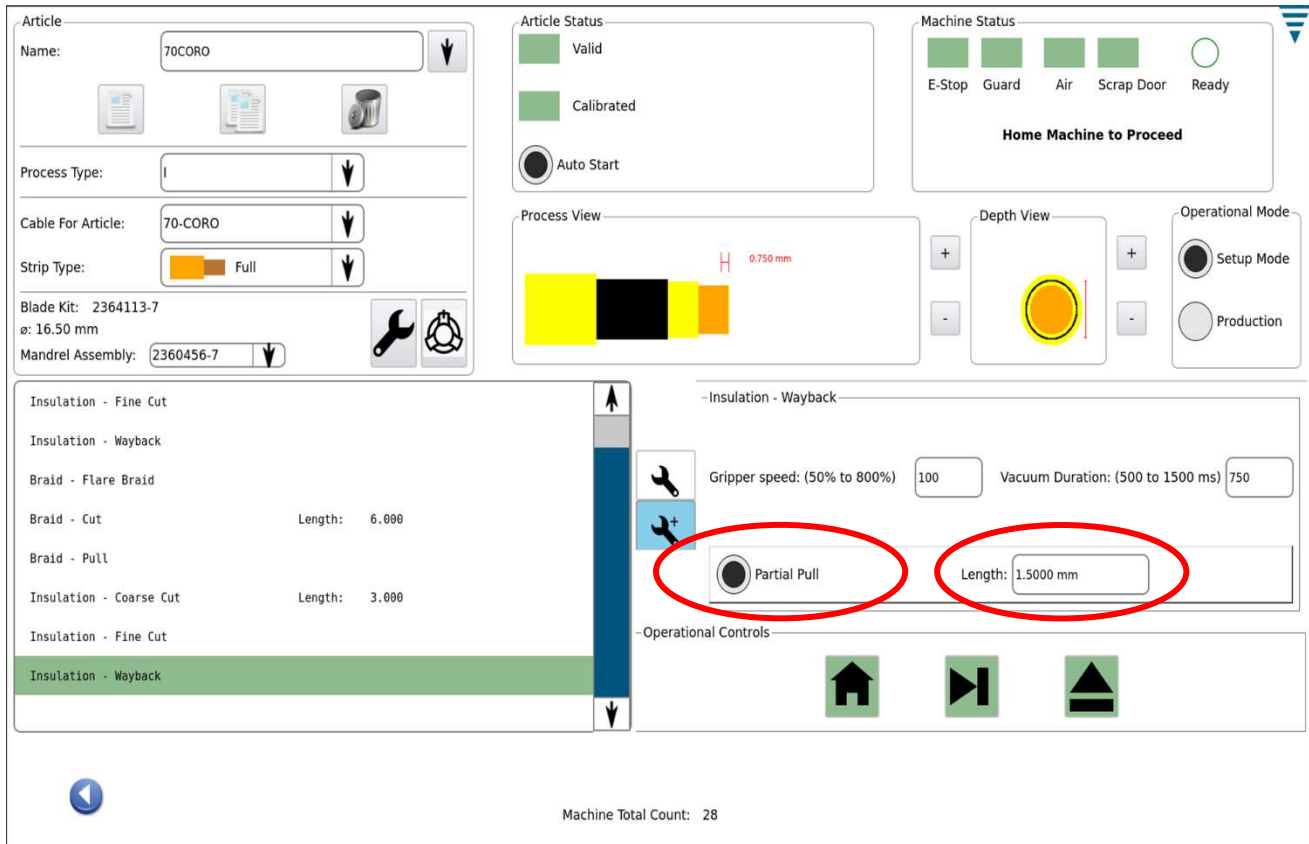 Article
Name: 70CORO
Process Type: I
Cable For Article: 70-CORO
Strip Type: Full
Blade Kit: 2364113-7
ø: 16.50 mm
Mandrel Assembly: 2360456-7
Article Status
Valid
Calibrated
Auto Start
Machine Status
E-Stop Guard Air Scrap Door Ready
Home Machine to Proceed
Process View
0.750 mm
+
-
Depth View
+
-
Operational Mode
Setup Mode
Production
Insulation - Fine Cut
Insulation - Wayback
Braid - Flare Braid
Braid - Cut Length: 6.000
Braid - Pull
Insulation - Coarse Cut Length: 3.000
Insulation - Fine Cut
Insulation - Wayback
Insulation - Wayback
Gripper speed: (50% to 800%) 100 Vacuum Duration: (500 to 1500 ms) 750
Partial Pull Length: 1.5000 mm
Operational Controls
Machine Total Count: 28